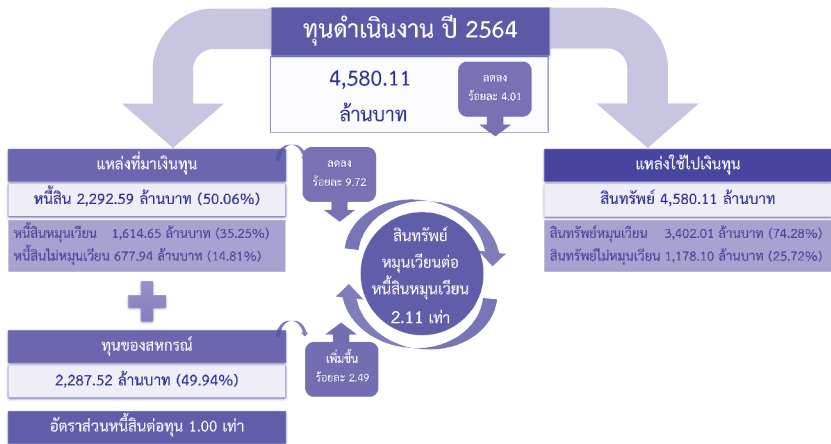 ทุนดำเนินงาน ปี 2564
4,580.11
ล้านบาท
ลดลง
ร้อยละ 4.01
แหล่งที่มาเงินทุน
หนี้สิน 2,292.59 ล้านบาท (50.06%)
หนี้สินหมุนเวียน 1,614.65 ล้านบาท (35.25%)
หนี้สินไม่หมุนเวียน 677.94 ล้านบาท (14.81%)
ลดลง
ร้อยละ 9.72
ทุนของสหกรณ์
2,287.52 ล้านบาท (49.94%)
อัตราส่วนหนี้สินต่อทุน 1.00 เท่า
เพิ่มขึ้น
ร้อยละ 2.49
สินทรัพย์
หมุนเวียนต่อ
หนี้สินหมุนเวียน
2.11 เท่า
แหล่งใช้ไปเงินทุน
สินทรัพย์ 4,580.11 ล้านบาท
สินทรัพย์หมุนเวียน 3,402.01 ล้านบาท (74.28%)
สินทรัพย์ไม่หมุนเวียน 1,178.10 ล้านบาท (25.72%)